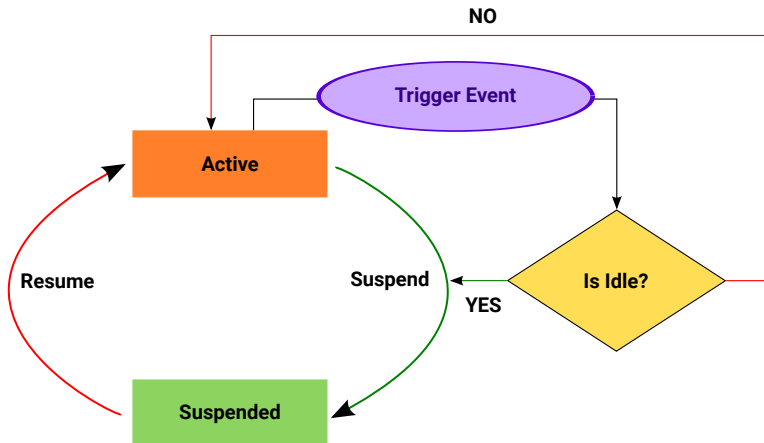 NO
Trigger Event
Active
Resume
Suspend
Is Idle?
YES
Suspended